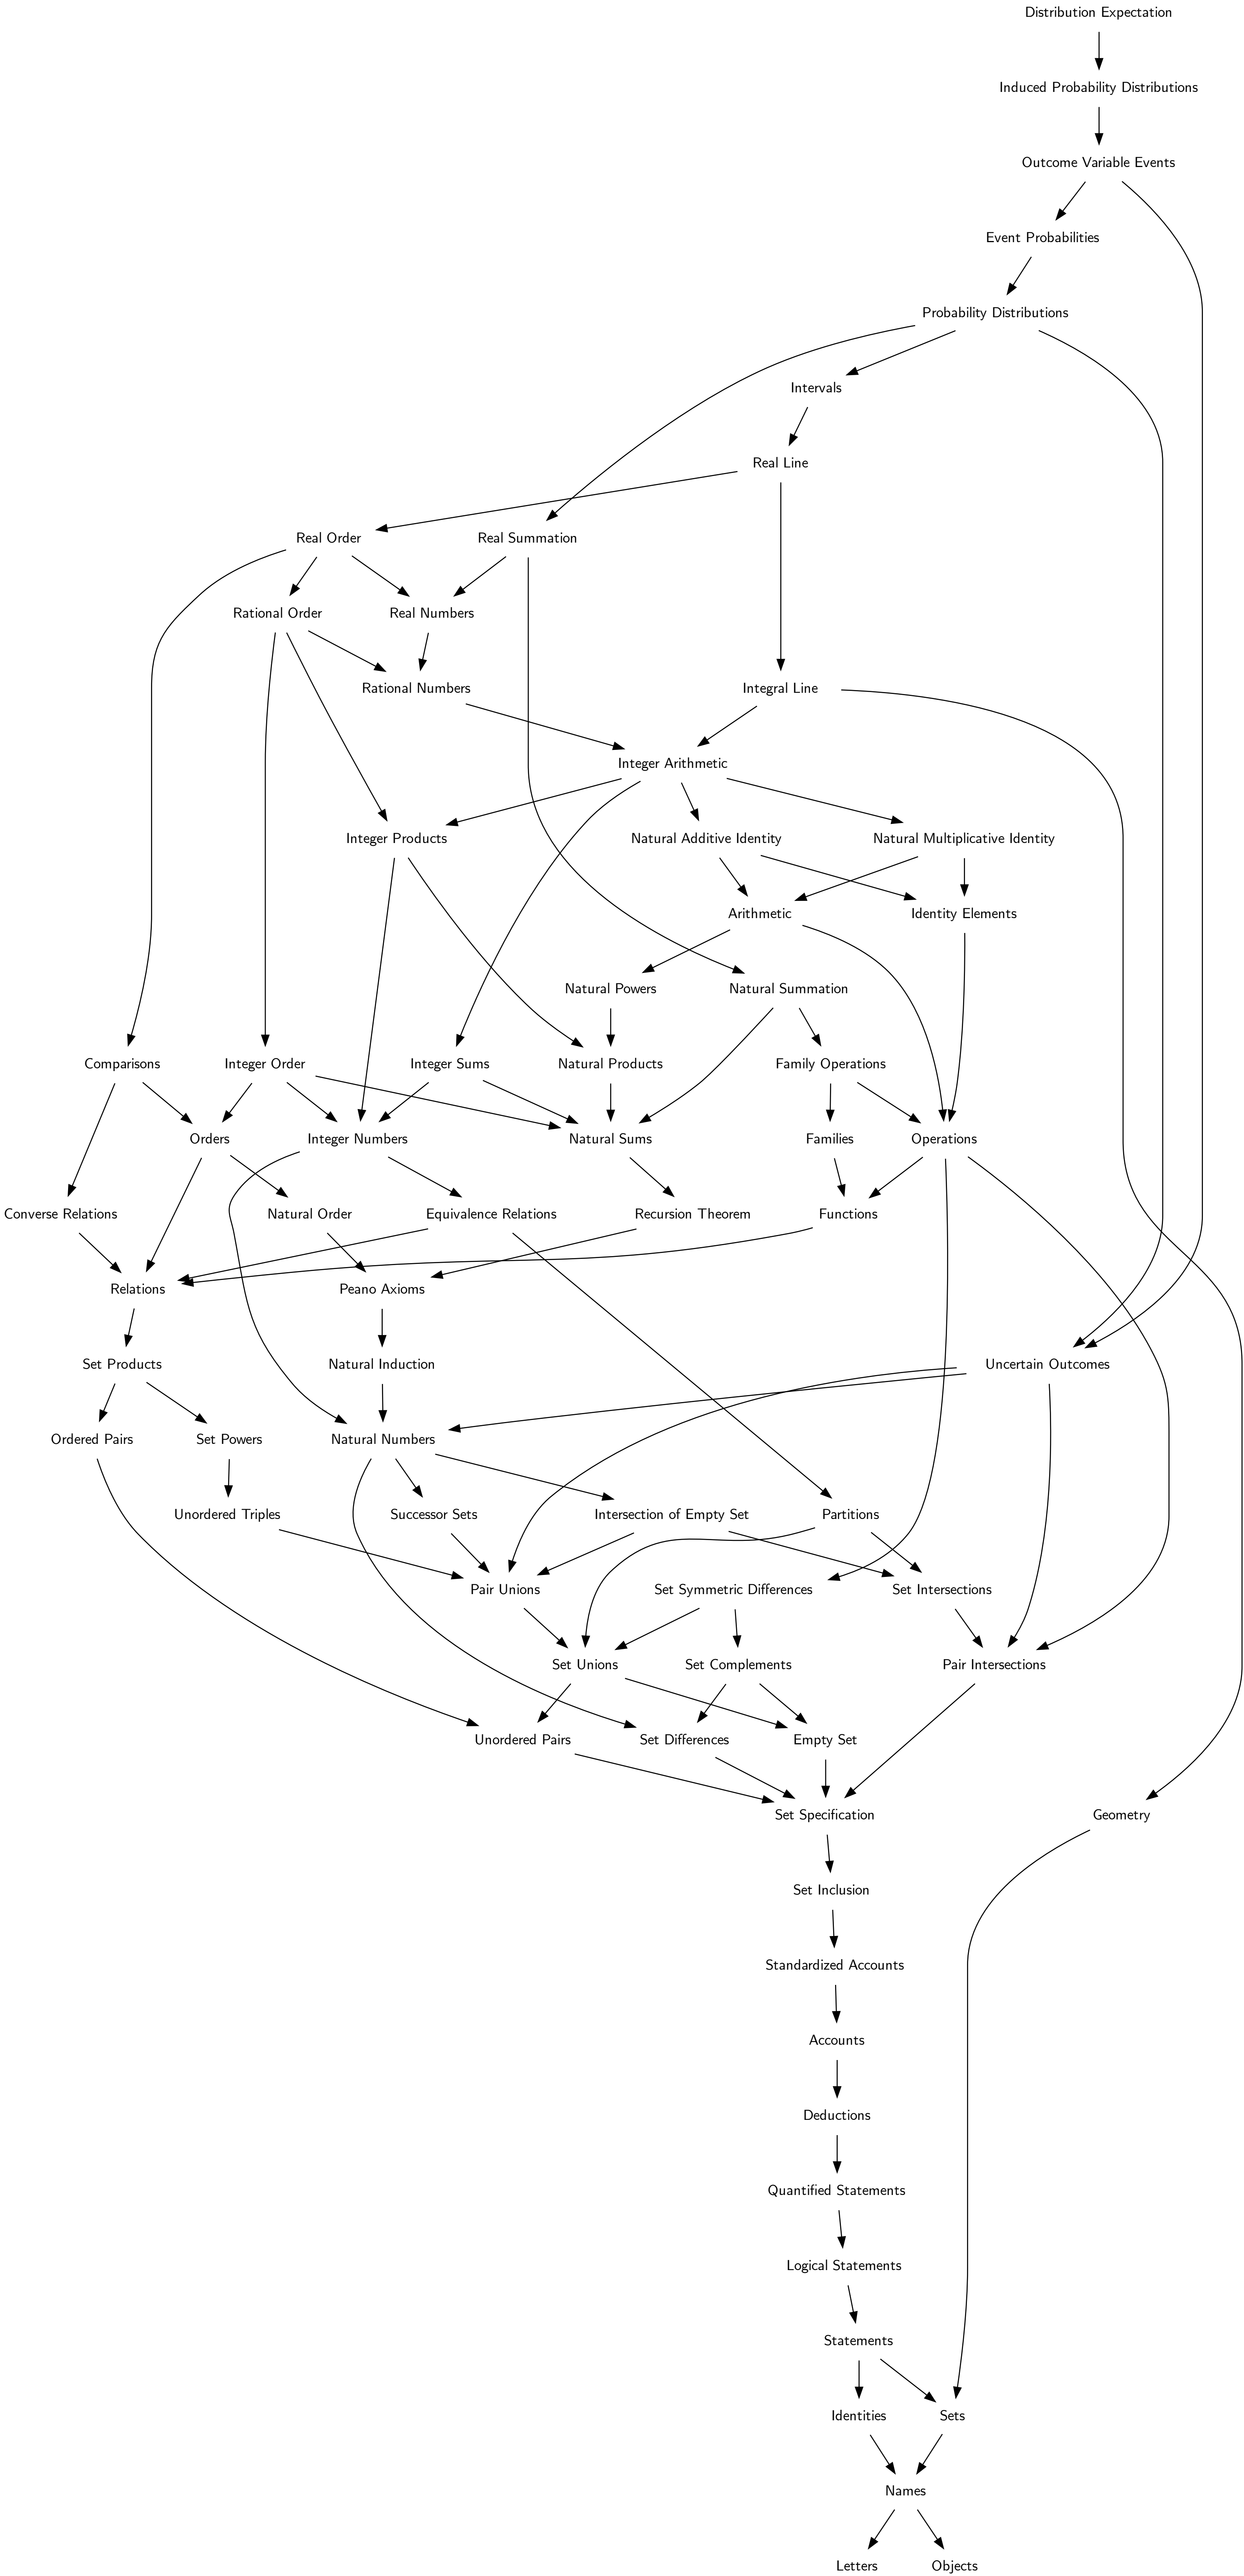 Distribution Expectation
Induced Probability Distributions
Outcome Variable Events
Event Probabilities
Probability Distributions
Intervals
Real Line
Real Order
Real Summation
Rational Order
Real Numbers
Rational Numbers
Integral Line
Integer Arithmetic
Integer Products
Natural Additive Identity
Natural Multiplicative Identity
Arithmetic
Identity Elements
Natural Powers
Natural Summation
Comparisons
Integer Order
Integer Sums
Natural Products
Family Operations
Orders
Integer Numbers
Natural Sums
Families
Operations
Converse Relations
Natural Order
Equivalence Relations
Recursion Theorem
Functions
Relations
Peano Axioms
Set Products
Natural Induction
Uncertain Outcomes
Ordered Pairs
Set Powers
Natural Numbers
Unordered Triples
Successor Sets
Intersection of Empty Set
Partitions
Pair Unions
Set Symmetric Differences
Set Intersections
Set Unions
Set Complements
Pair Intersections
Unordered Pairs
Set Differences
Empty Set
Set Specification
Geometry
Set Inclusion
Standardized Accounts
Accounts
Deductions
Quantified Statements
Logical Statements
Statements
Identities
Sets
Names
Letters
Objects